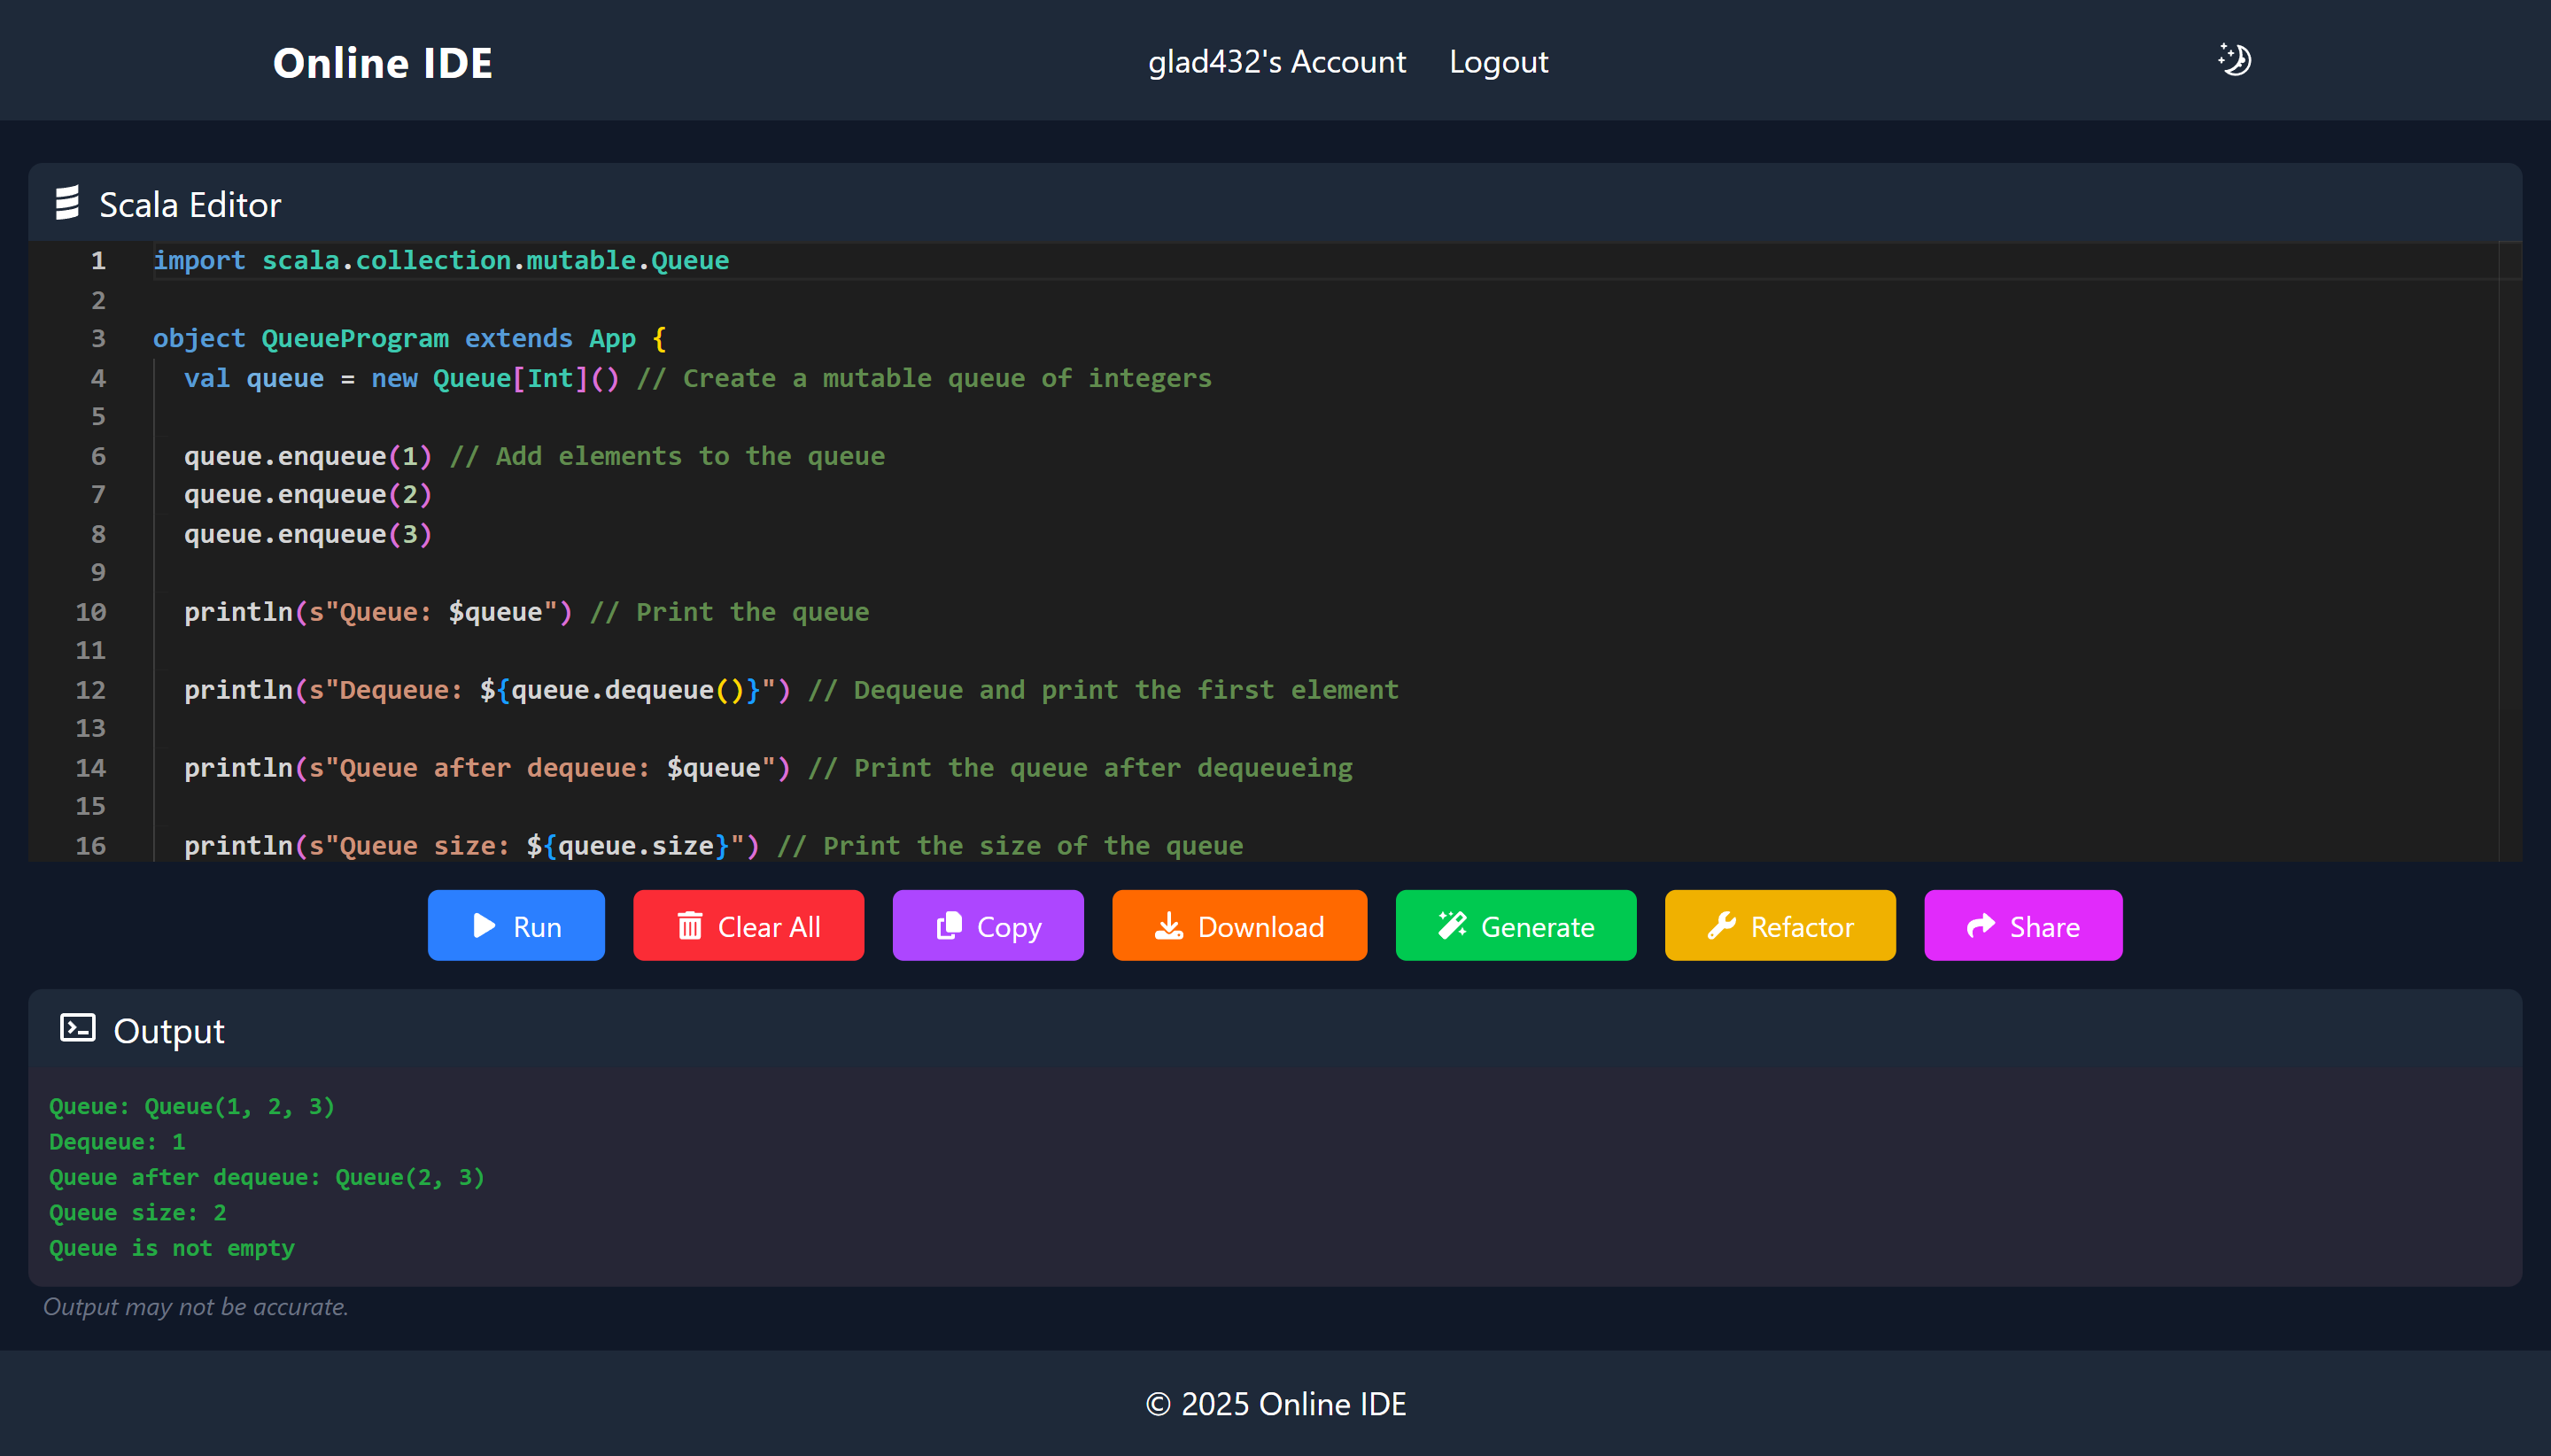 Online IDE
glad432's Account
Logout
Scala Editor
1 import scala.collection.mutable.Queue
2
3 object QueueProgram extends App {
4   val queue = new Queue[Int]() // Create a mutable queue of integers
5
6   queue.enqueue(1) // Add elements to the queue
7   queue.enqueue(2)
8   queue.enqueue(3)
9
10   println(s"Queue: $queue") // Print the queue
11
12   println(s"Dequeue: ${queue.dequeue()}") // Dequeue and print the first element
13
14   println(s"Queue after dequeue: $queue") // Print the queue after dequeueing
15
16   println(s"Queue size: ${queue.size}") // Print the size of the queue
Run
Clear All
Copy
Download
Generate
Refactor
Share
Output
Queue: Queue(1, 2, 3)
Dequeue: 1
Queue after dequeue: Queue(2, 3)
Queue size: 2
Queue is not empty
Output may not be accurate.
© 2025 Online IDE